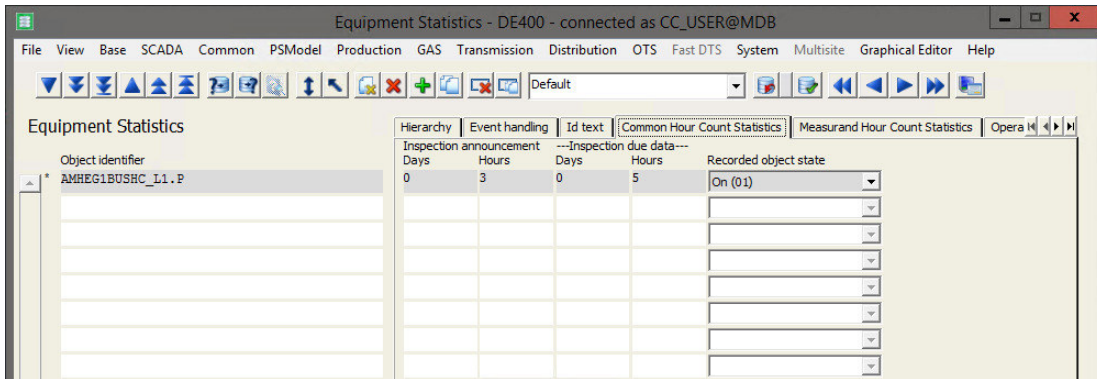 Equipment Statistics - DE400 - connected as CC_USER@MDB
File View Base SCADA Common PSModel Production GAS Transmission Distribution OTS Fast DTS System Multisite Graphical Editor Help
Default
Equipment Statistics
Hierarchy Event handling Id text Common Hour Count Statistics Measurand Hour Count Statistics Opera
Inspection announcement ---Inspection due data---
Object identifier Days Hours Days Hours Recorded object state
* AMHEG1BUSHC_L1.P 0 3 0 5 On (01)